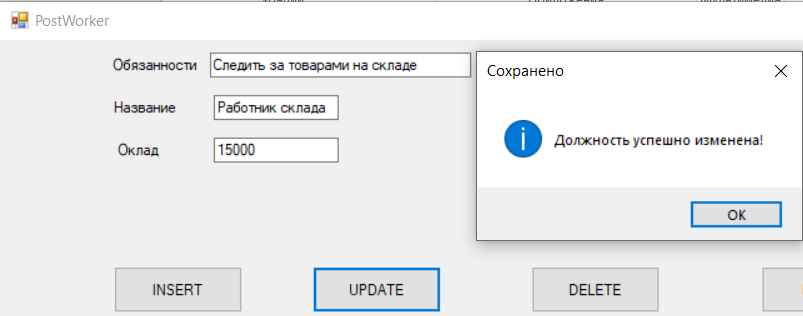 PostWorker
Обязанности Следить за товарами на складе
Название Работник склада
Оклад 15000
Сохранено
Должность успешно изменена!
OK
INSERT UPDATE DELETE